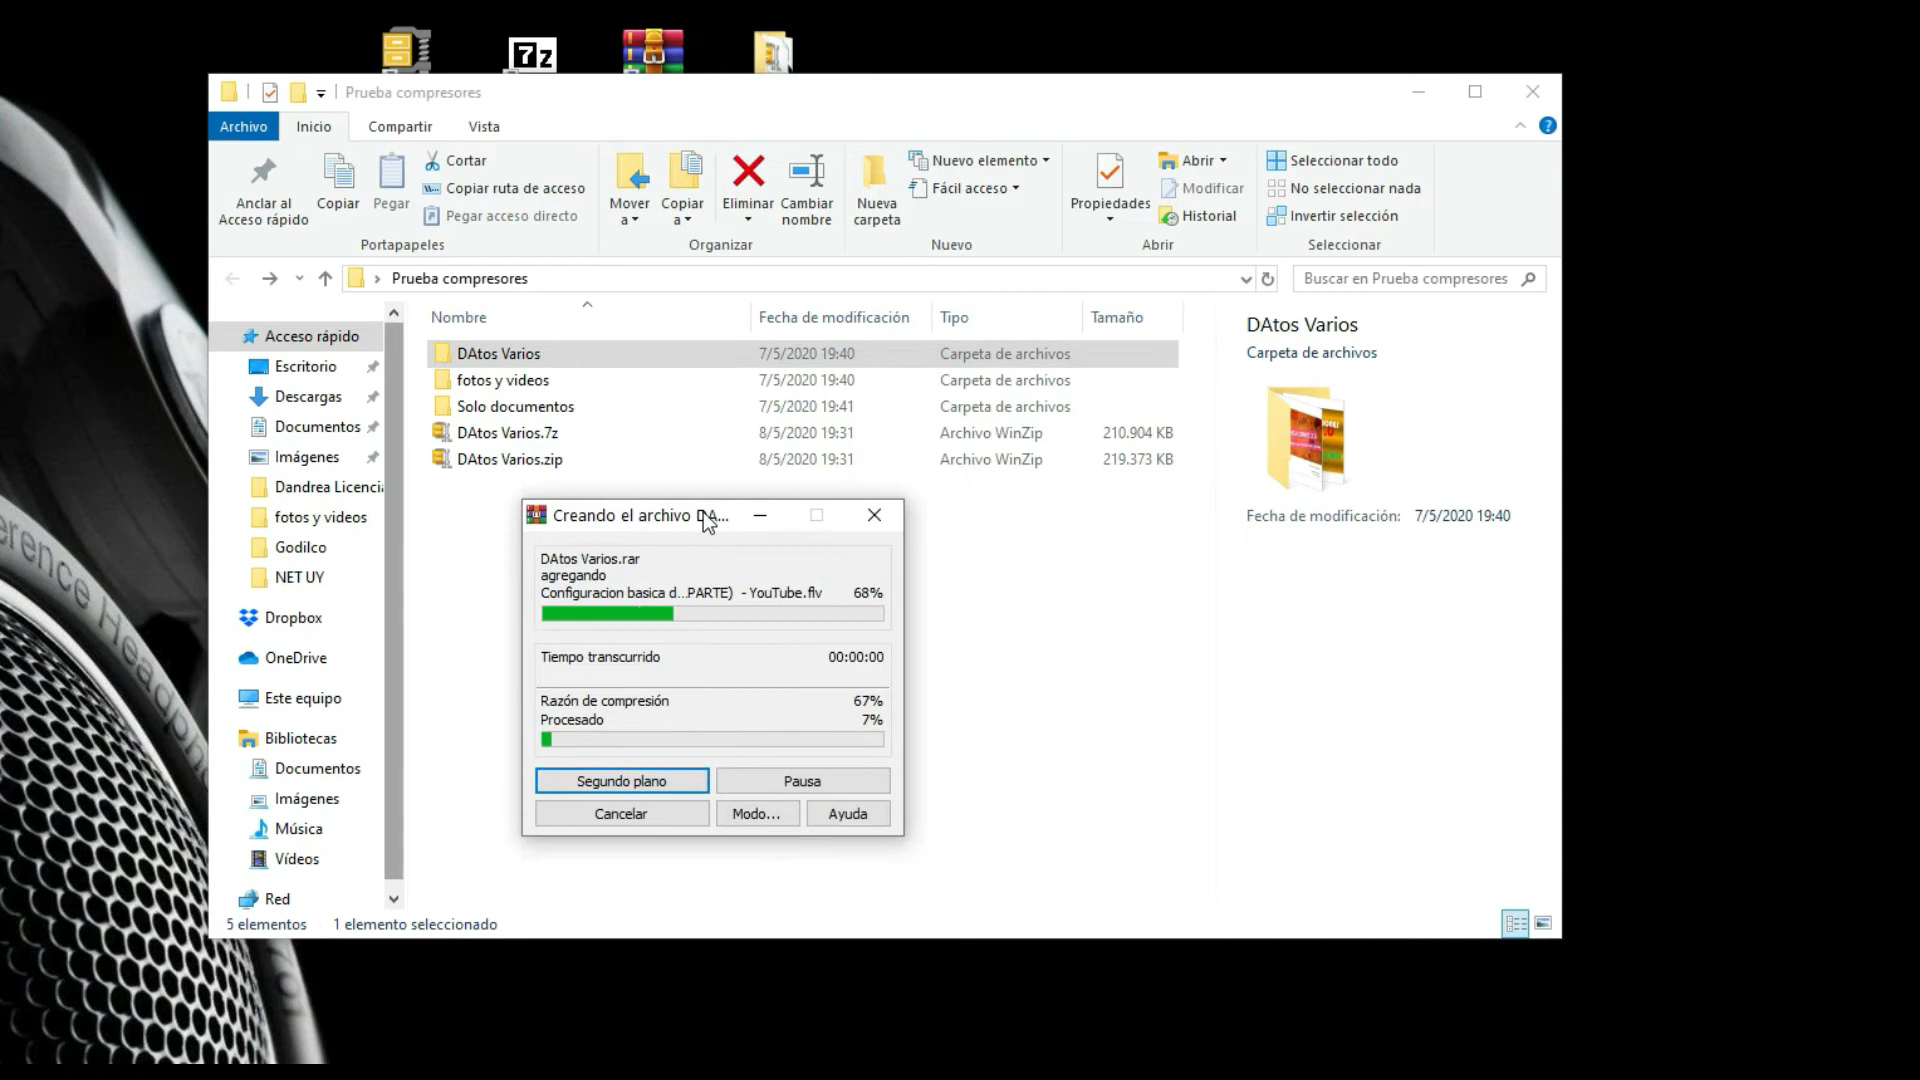 7z
Prueba compresores
Archivo Inicio Compartir Vista
Anclar al Acceso rápido
Copiar
Pegar
Cortar
Copiar ruta de acceso
Pegar acceso directo
Portapapeles
Mover a
Copiar a
Eliminar
Cambiar nombre
Organizar
Nueva carpeta
Nuevo elemento
Fácil acceso
Nuevo
Propiedades
Abrir
Modificar
Historial
Abrir
Seleccionar todo
No seleccionar nada
Invertir selección
Seleccionar
Prueba compresores
Buscar en Prueba compresores
Acceso rápido
Escritorio
Descargas
Documentos
Imágenes
Dandrea Licenci
fotos y videos
Godilco
NET UY
Dropbox
OneDrive
Este equipo
Bibliotecas
Documentos
Imágenes
Música
Vídeos
Red
Nombre Fecha de modificación Tipo Tamaño
DAtos Varios 7/5/2020 19:40 Carpeta de archivos
fotos y videos 7/5/2020 19:40 Carpeta de archivos
Solo documentos 7/5/2020 19:41 Carpeta de archivos
DAtos Varios.7z 8/5/2020 19:31 Archivo WinZip 210.904 KB
DAtos Varios.zip 8/5/2020 19:31 Archivo WinZip 219.373 KB
Creando el archivo DA...
DAtos Varios.rar
agregando
Configuracion basica d...PARTE) - YouTube.flv 68%
Tiempo transcurrido 00:00:00
Razón de compresión 67%
Procesado 7%
Segundo plano Pausa
Cancelar Modo... Ayuda
DAtos Varios
Carpeta de archivos
Fecha de modificación: 7/5/2020 19:40
5 elementos 1 elemento seleccionado